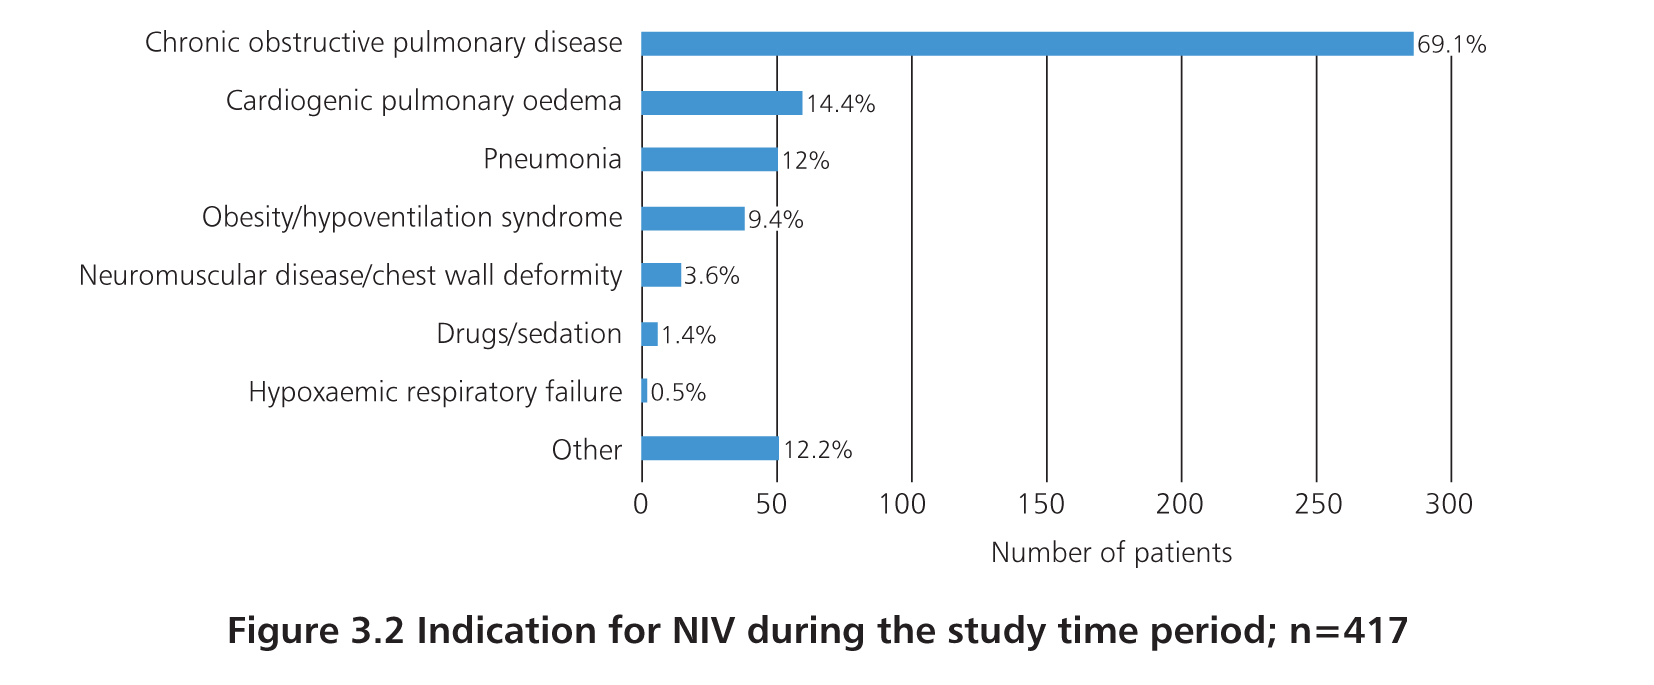 Chronic obstructive pulmonary disease 69.1%
Cardiogenic pulmonary oedema 14.4%
Pneumonia 12%
Obesity/hypoventilation syndrome 9.4%
Neuromuscular disease/chest wall deformity 3.6%
Drugs/sedation 1.4%
Hypoxaemic respiratory failure 0.5%
Other 12.2%
0 50 100 150 200 250 300
Number of patients
Figure 3.2 Indication for NIV during the study time period; n=417